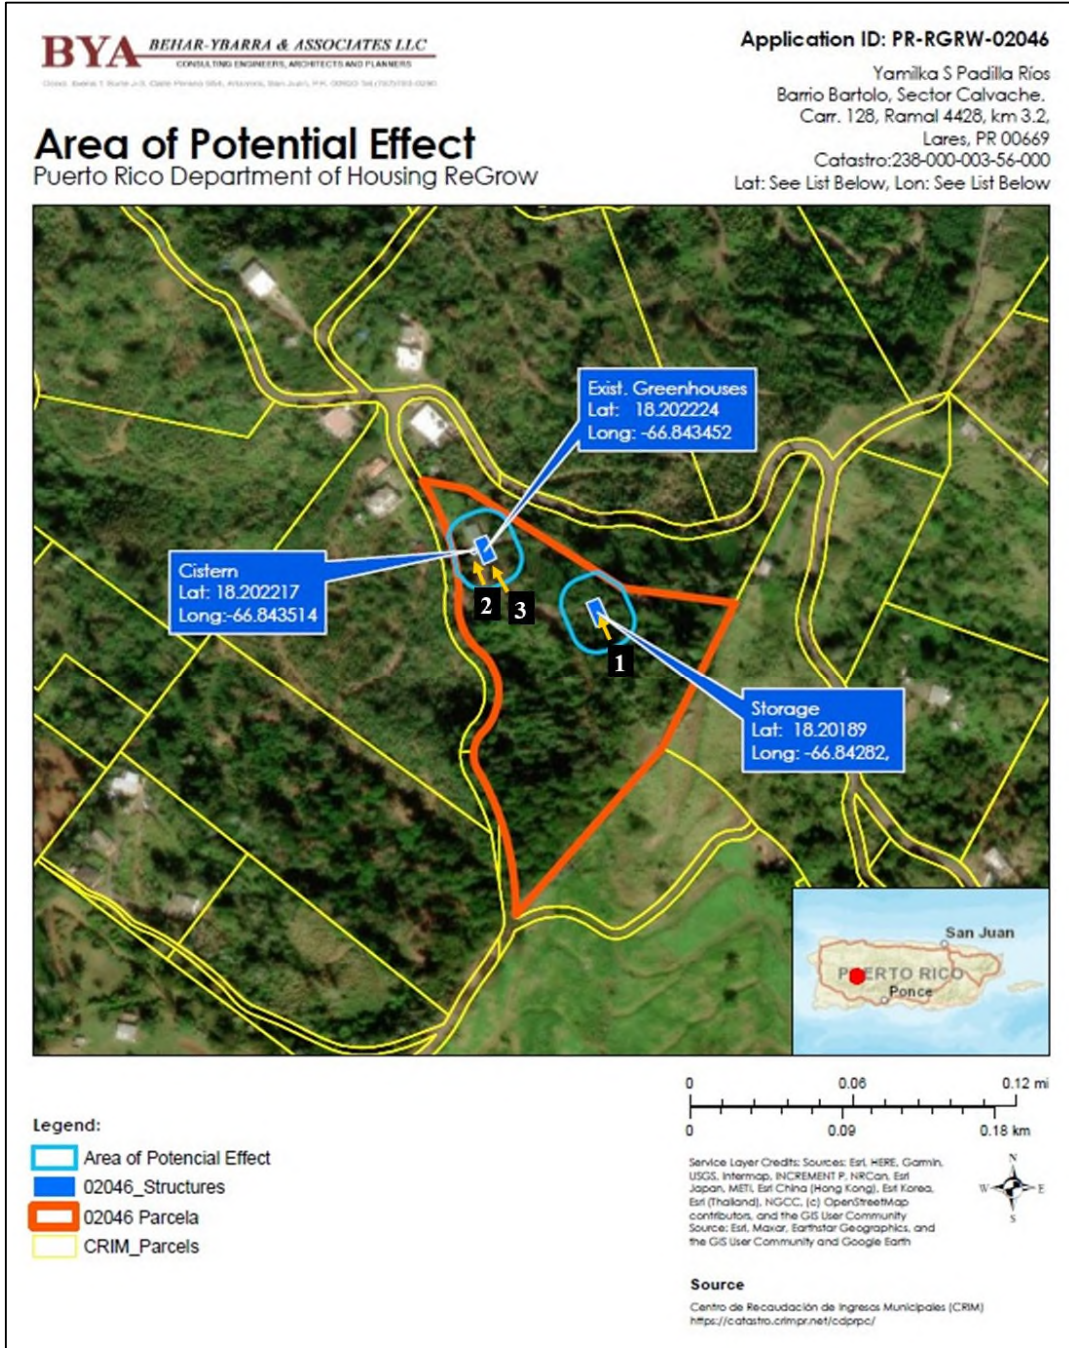 BYA BEHAR-YBARRA & ASSOCIATES LLC
CONSULTING ENGINEERS, ARCHITECTS AND PLANNERS
Application ID: PR-RGRW-02046
Yamilka S Padilla Ríos
Barrio Bartolo, Sector Calvache.
Carr. 128, Ramal 4428, km 3.2,
Lares, PR 00669
Catastro:238-000-003-56-000
Lat: See List Below, Lon: See List Below
Area of Potential Effect
Puerto Rico Department of Housing ReGrow
Exist. Greenhouses
Lat: 18.202224
Long: -66.843452
Cistern
Lat: 18.202217
Long:-66.843514
2
3
1
Storage
Lat: 18.20189
Long: -66.84282,
San Juan
PUERTO RICO
Ponce
0 0.06 0.12 mi
0 0.09 0.18 km
Legend:
Area of Potencial Effect
02046_Structures
02046 Parcela
CRIM_Parcels
Service Layer Credits: Sources: Esri, HERE, Garmin,
USGS, Intermap, INCREMENT P, NRCan, Esri
Japan, METI, Esri China (Hong Kong), Esri Korea,
Esri (Thailand), NGCC, (c) OpenStreetMap
contributors, and the GIS User Community
Source: Esri, Maxar, Earthstar Geographics, and
the GIS User Community and Google Earth
N
W E
S
Source
Centro de Recaudación de Ingresos Municipales (CRIM)
https://catastro.crimpr.net/cdprpc/